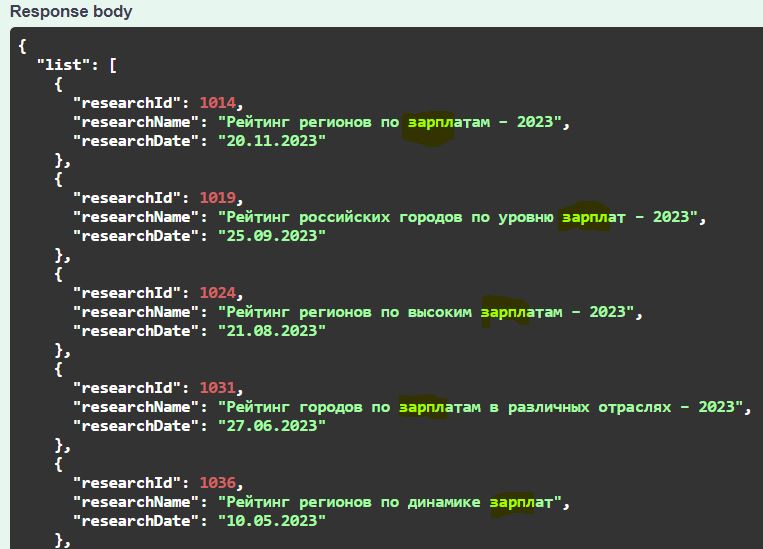 Response body
{
"list": [
{
"researchId": 1014,
"researchName": "Рейтинг регионов по зарплатам – 2023",
"researchDate": "20.11.2023"
},
{
"researchId": 1019,
"researchName": "Рейтинг российских городов по уровню зарплат – 2023",
"researchDate": "25.09.2023"
},
{
"researchId": 1024,
"researchName": "Рейтинг регионов по высоким зарплатам – 2023",
"researchDate": "21.08.2023"
},
{
"researchId": 1031,
"researchName": "Рейтинг городов по зарплатам в различных отраслях – 2023",
"researchDate": "27.06.2023"
},
{
"researchId": 1036,
"researchName": "Рейтинг регионов по динамике зарплат",
"researchDate": "10.05.2023"
},